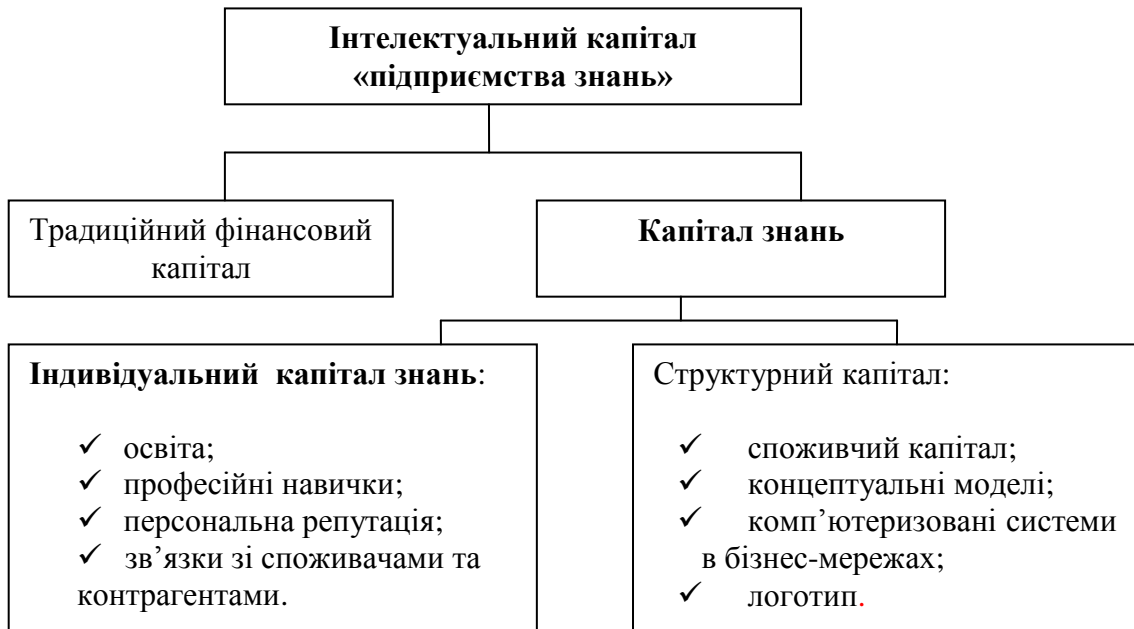 Інтелектуальний капітал
«підприємства знань»
Традиційний фінансовий
капітал
Капітал знань
Індивідуальний капітал знань:
✓ освіта;
✓ професійні навички;
✓ персональна репутація;
✓ зв’язки зі споживачами та
контрагентами.
Структурний капітал:
✓ споживчий капітал;
✓ концептуальні моделі;
✓ комп’ютеризовані системи
в бізнес-мережах;
✓ логотип.